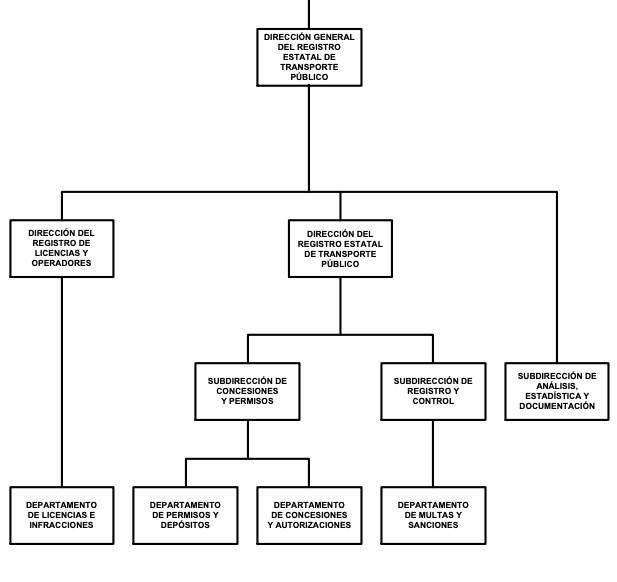 DIRECCIÓN GENERAL
DEL REGISTRO
ESTATAL DE
TRANSPORTE
PÚBLICO
DIRECCIÓN DEL
REGISTRO DE
LICENCIAS Y
OPERADORES
DIRECCIÓN DEL
REGISTRO ESTATAL
DE TRANSPORTE
PÚBLICO
SUBDIRECCIÓN DE
CONCESIONES
Y PERMISOS
SUBDIRECCIÓN DE
REGISTRO Y
CONTROL
SUBDIRECCIÓN DE
ANÁLISIS,
ESTADÍSTICA Y
DOCUMENTACIÓN
DEPARTAMENTO
DE LICENCIAS E
INFRACCIONES
DEPARTAMENTO
DE PERMISOS Y
DEPÓSITOS
DEPARTAMENTO
DE CONCESIONES
Y AUTORIZACIONES
DEPARTAMENTO
DE MULTAS Y
SANCIONES